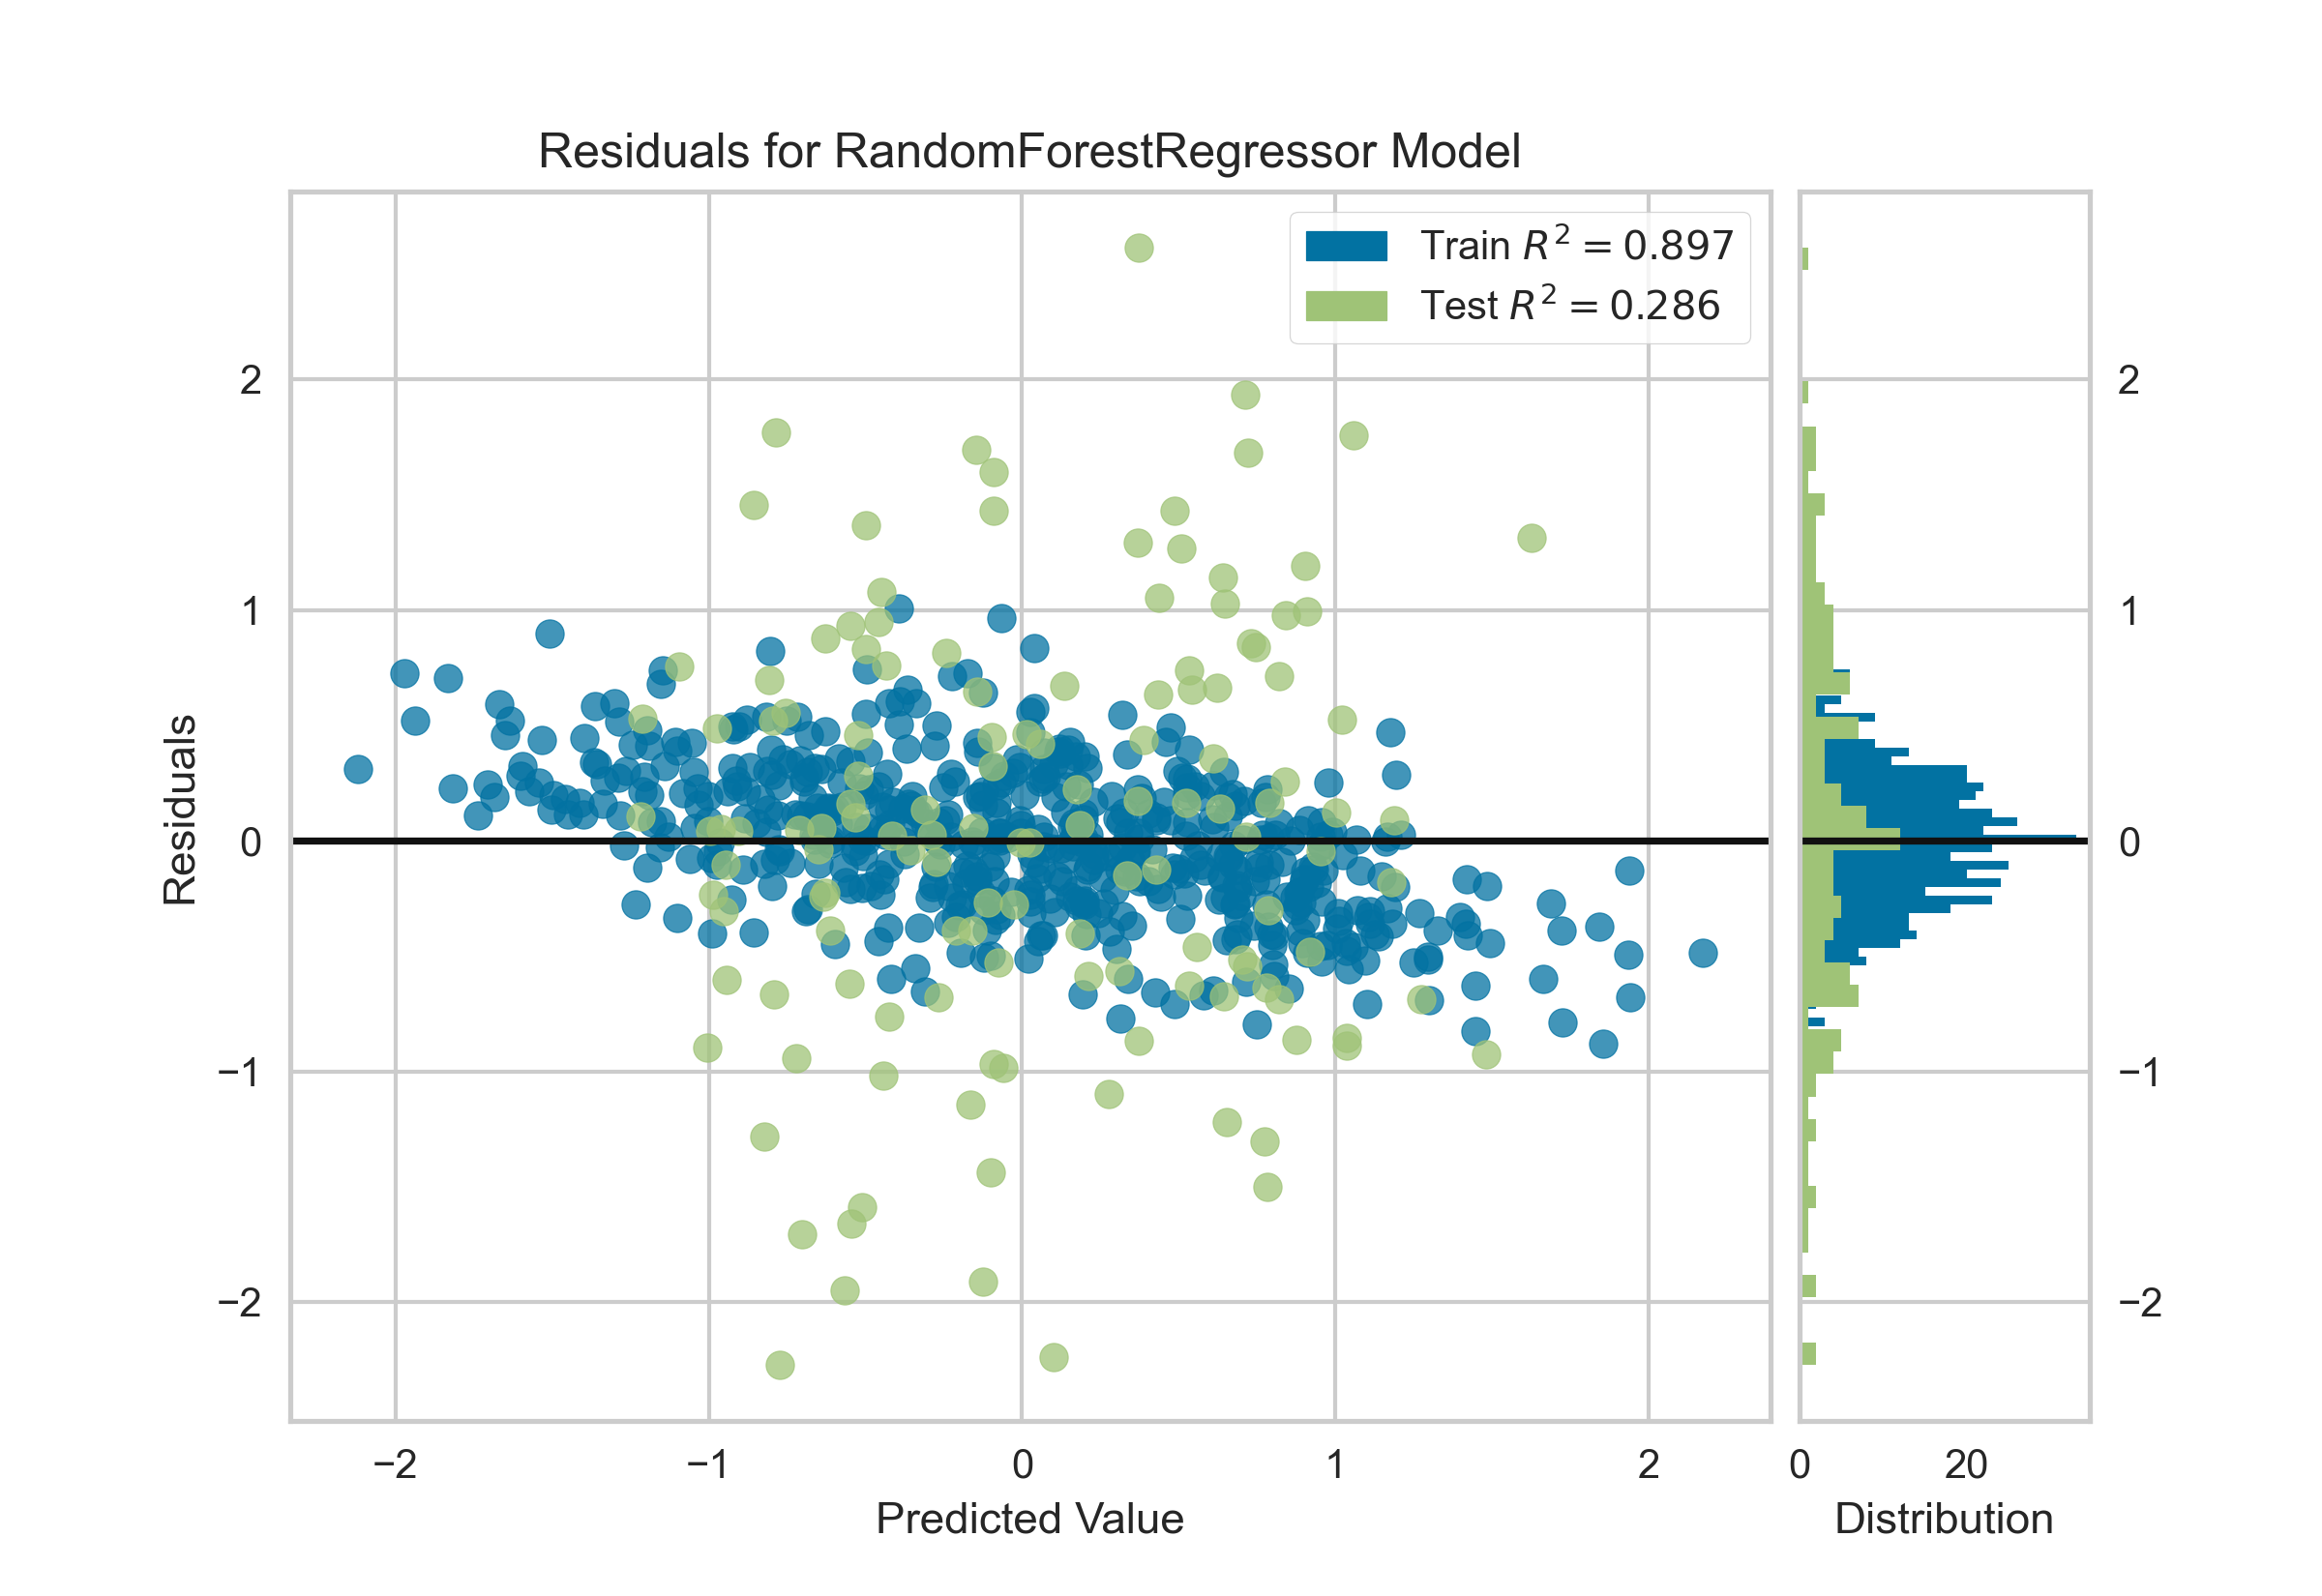 Residuals for RandomForestRegressor Model
Train R² = 0.897
Test R² = 0.286
Residuals
2
1
0
−1
−2
2
1
0
−1
−2
−2 −1 0 1 2
0 20
Predicted Value
Distribution